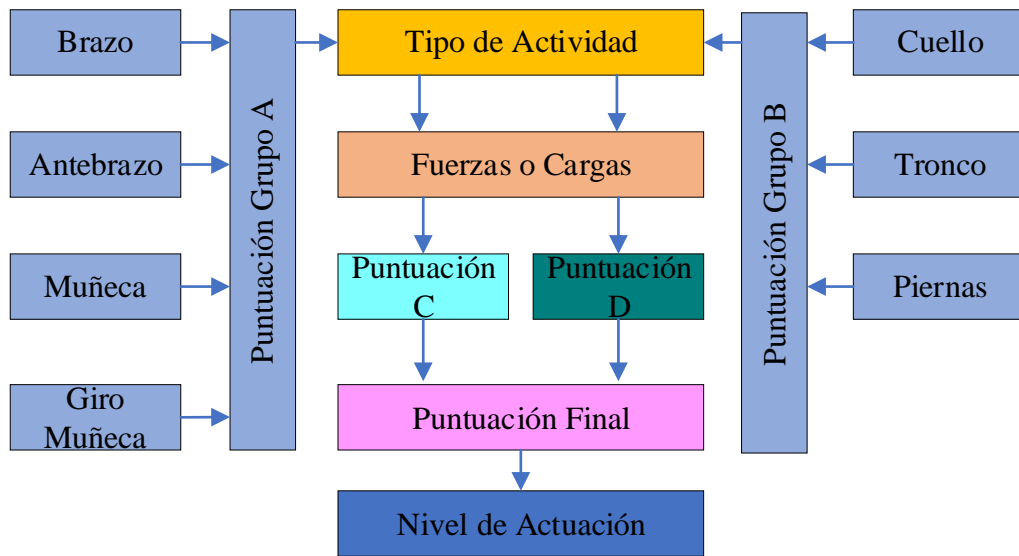 Brazo
Antebrazo
Muñeca
Giro
Muñeca
Puntuación Grupo A
Tipo de Actividad
Fuerzas o Cargas
Puntuación
C
Puntuación
D
Puntuación Final
Nivel de Actuación
Puntuación Grupo B
Cuello
Tronco
Piernas